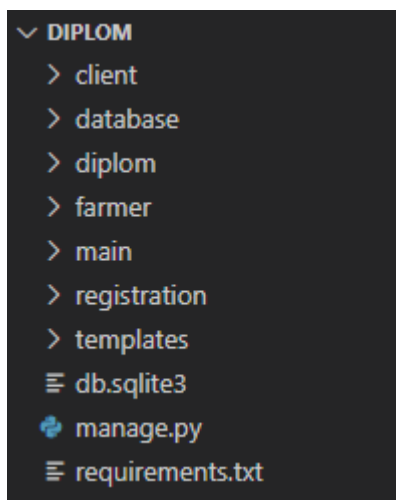 DIPLOM
client
database
diplom
farmer
main
registration
templates
db.sqlite3
manage.py
requirements.txt